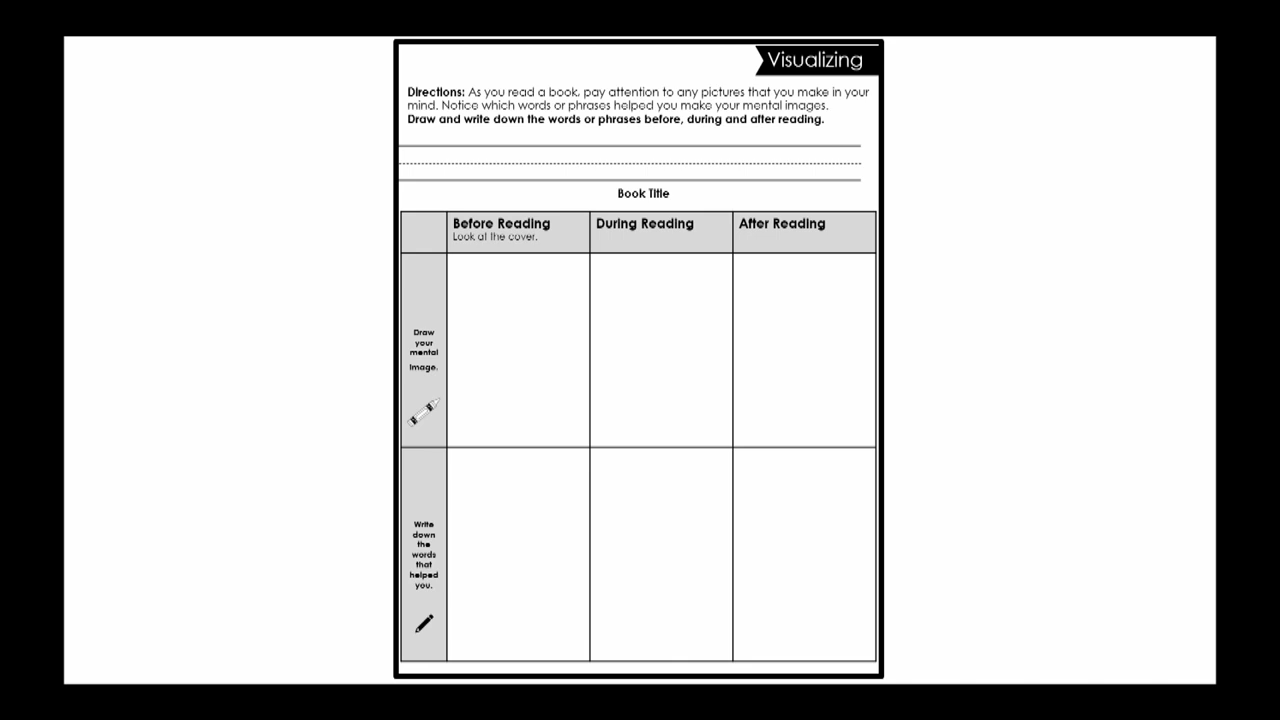 Visualizing
Directions: As you read a book, pay attention to any pictures that you make in your
mind. Notice which words or phrases helped you make your mental images.
Draw and write down the words or phrases before, during and after reading.
Book Title
Before Reading
Look at the cover.
During Reading
After Reading
Draw
your
mental
image.
Write
down
the
words
that
helped
you.